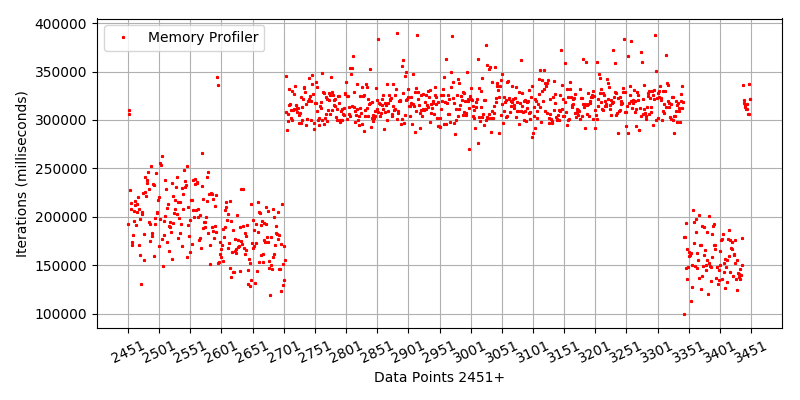 400000
Memory Profiler
350000
300000
250000
200000
150000
100000
Iterations (milliseconds)
2451 2501 2551 2601 2651 2701 2751 2801 2851 2901 2951 3001 3051 3101 3151 3201 3251 3301 3351 3401 3451
Data Points 2451+